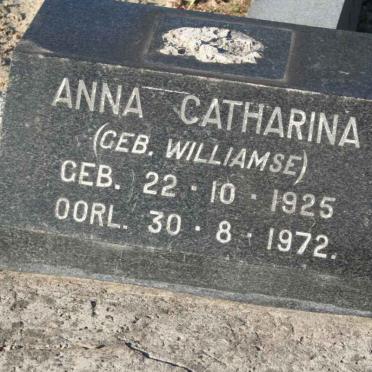 ANNA CATHARINA
(GEB. WILLIAMSE)
GEB. 22 · 10 · 1925
OORL. 30 · 8 · 1972.